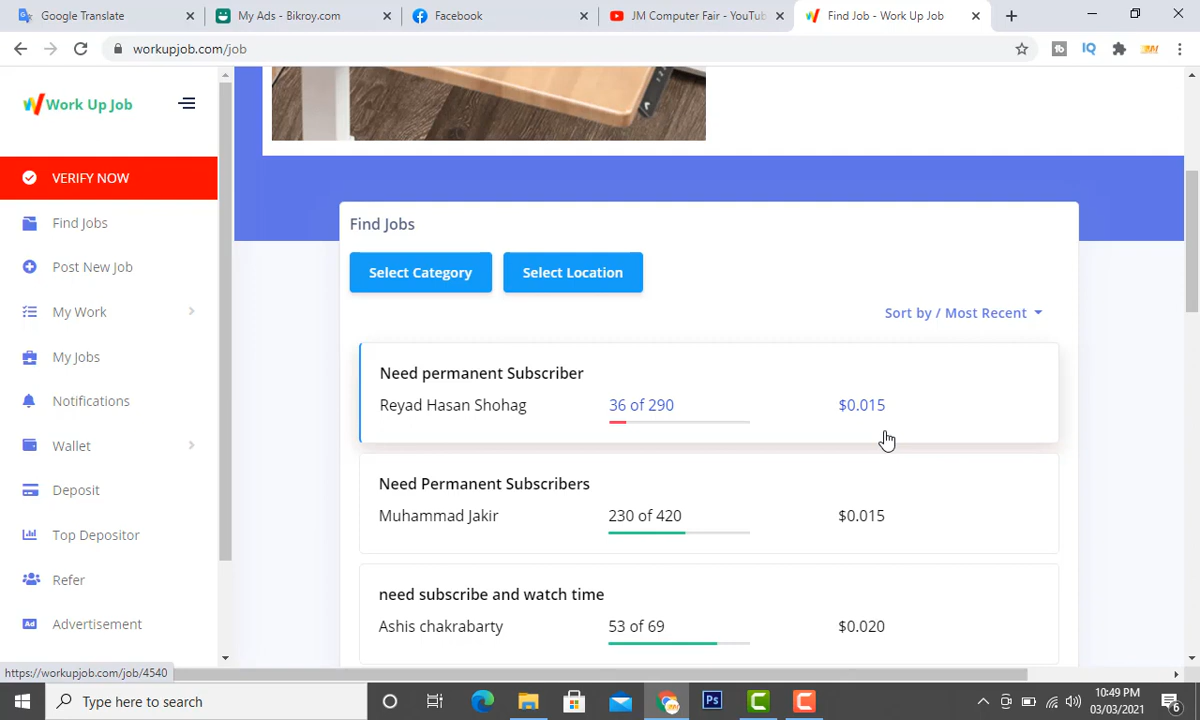 Google Translate
My Ads - Bikroy.com
Facebook
JM Computer Fair - YouTub
Find Job - Work Up Job
workupjob.com/job
Work Up Job
VERIFY NOW
Find Jobs
Post New Job
My Work
My Jobs
Notifications
Wallet
Deposit
Top Depositor
Refer
Advertisement
Find Jobs
Select Category
Select Location
Sort by / Most Recent
Need permanent Subscriber
Reyad Hasan Shohag 36 of 290 $0.015
Need Permanent Subscribers
Muhammad Jakir 230 of 420 $0.015
need subscribe and watch time
Ashis chakrabarty 53 of 69 $0.020
https://workupjob.com/job/4540
Type here to search
10:49 PM
03/03/2021
6